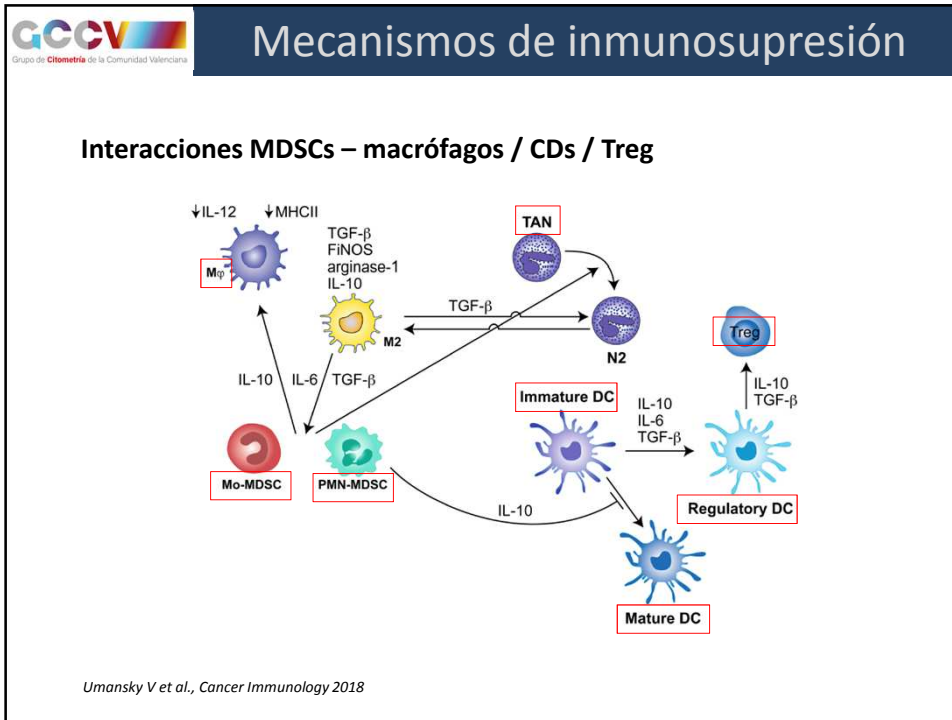 GCCV
Grupo de Citometría de la Comunidad Valenciana
Mecanismos de inmunosupresión
Interacciones MDSCs – macrófagos / CDs / Treg
↓IL-12 ↓MHCII
TGF-β
FiNOS
arginase-1
IL-10
Mφ
M2
TAN
TGF-β
N2
Treg
IL-10
TGF-β
IL-10 IL-6 TGF-β
Immature DC
IL-10
IL-6
TGF-β
Mo-MDSC
PMN-MDSC
IL-10
Regulatory DC
Mature DC
Umansky V et al., Cancer Immunology 2018